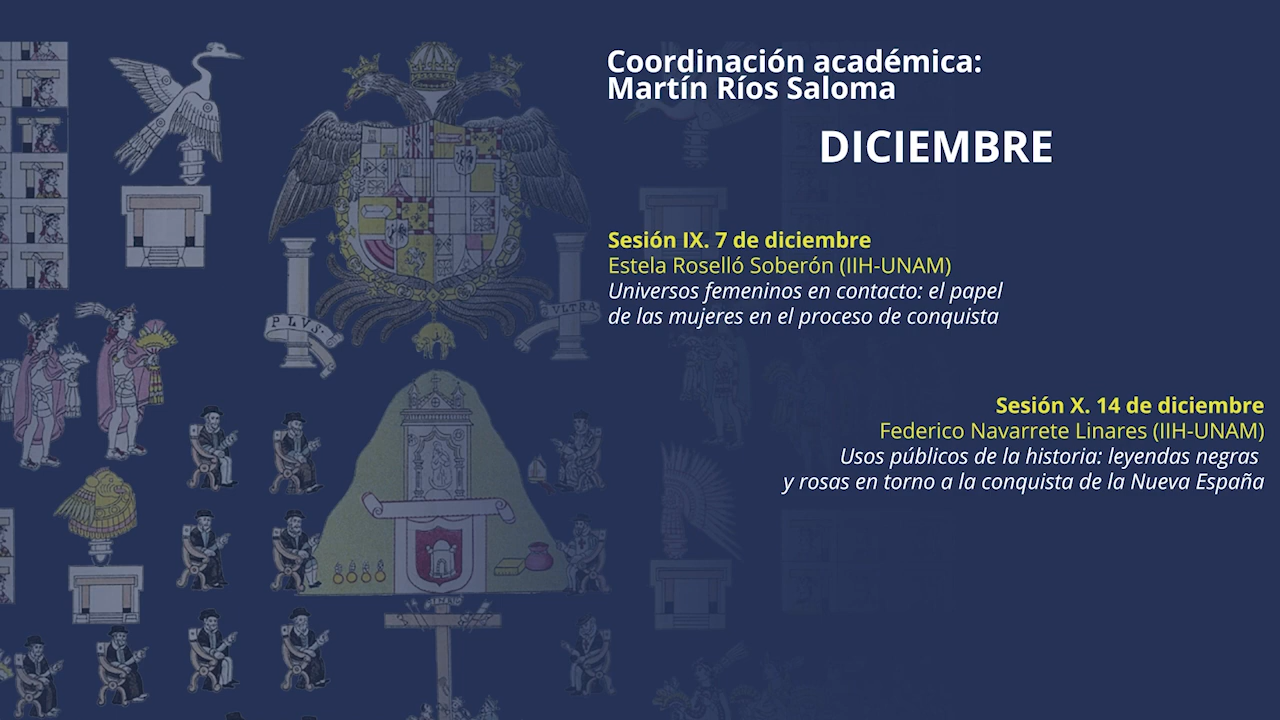 Coordinación académica:
Martín Ríos Saloma
DICIEMBRE
Sesión IX. 7 de diciembre
Estela Roselló Soberón (IIH-UNAM)
Universos femeninos en contacto: el papel
de las mujeres en el proceso de conquista
Sesión X. 14 de diciembre
Federico Navarrete Linares (IIH-UNAM)
Usos públicos de la historia: leyendas negras
y rosas en torno a la conquista de la Nueva España
PLVS
VLTRA